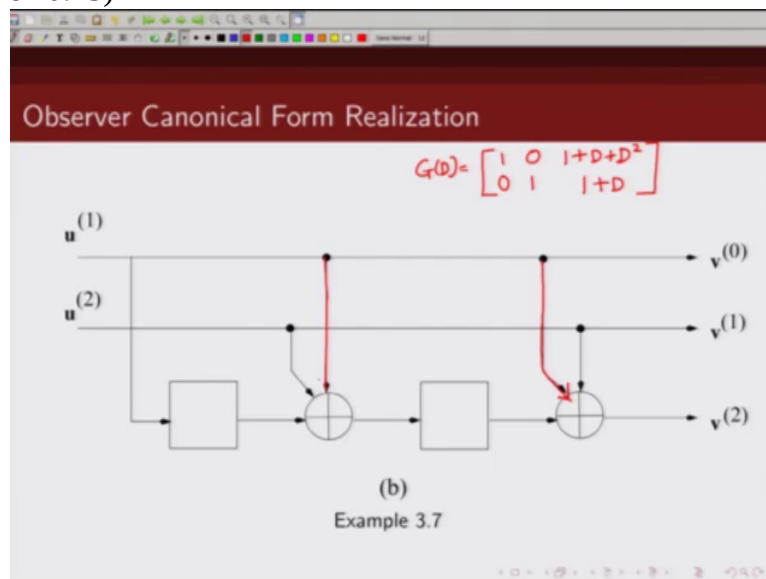 Observer Canonical Form Realization
G(D)= [1 0 1+D+D²
0 1 1+D]
u(1)
v(0)
u(2)
v(1)
v(2)
(b)
Example 3.7